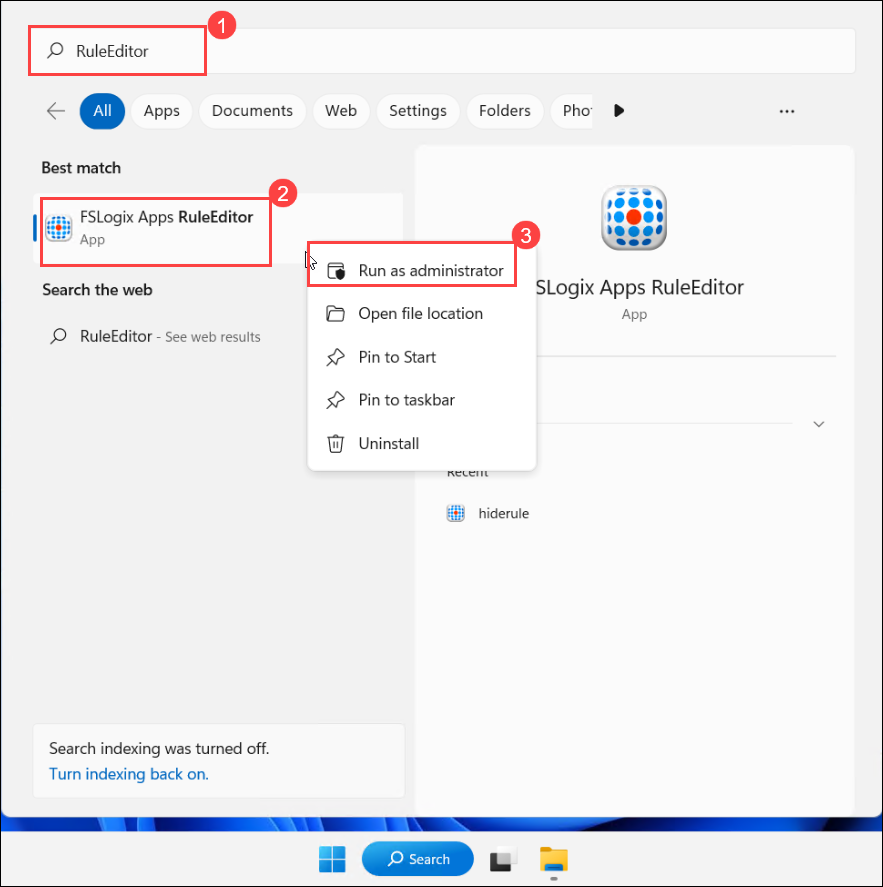 1
RuleEditor
All Apps Documents Web Settings Folders Pho
Best match
2
FSLogix Apps RuleEditor
App
3
Run as administrator
Open file location
Pin to Start
Pin to taskbar
Uninstall
Search the web
RuleEditor - See web results
SLogix Apps RuleEditor
App
Recent
hiderule
Search indexing was turned off.
Turn indexing back on.
Search